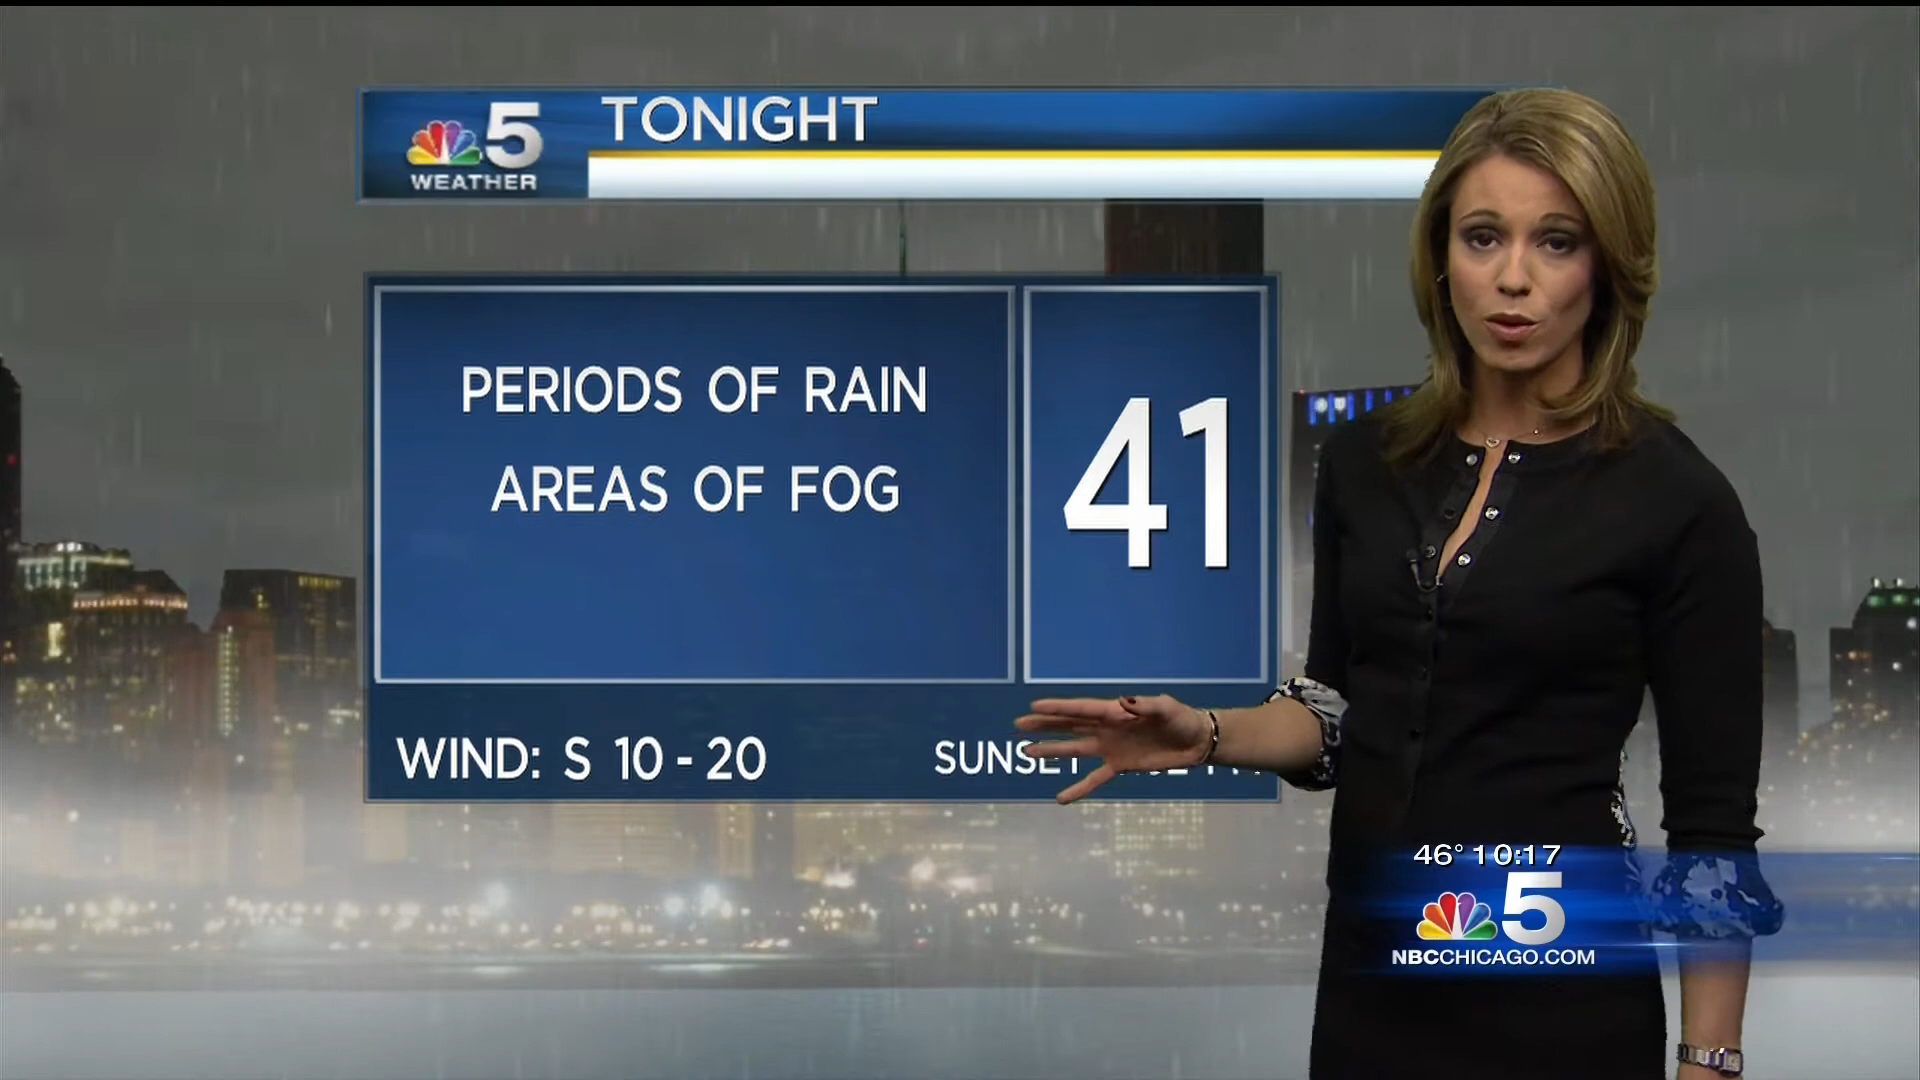 5
WEATHER
TONIGHT
PERIODS OF RAIN
AREAS OF FOG
41
WIND: S 10 - 20
SUNSET
46° 10:17
5
NBCCHICAGO.COM